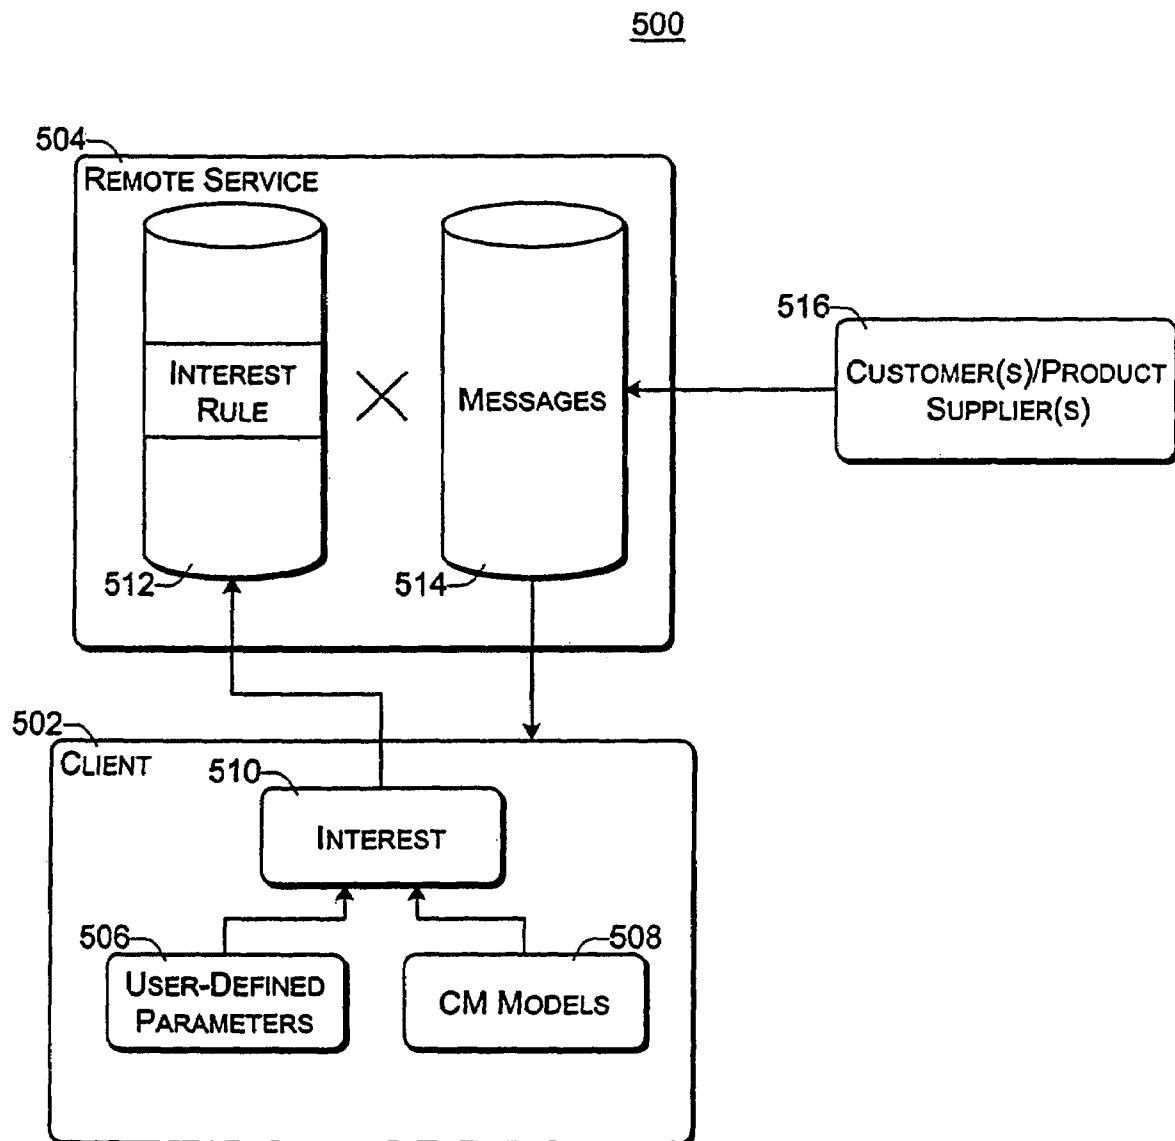 500
504
REMOTE SERVICE
516
INTEREST
RULE
MESSAGES
CUSTOMER(S)/PRODUCT
SUPPLIER(S)
512
514
502
CLIENT
510
INTEREST
506
508
USER-DEFINED
PARAMETERS
CM MODELS